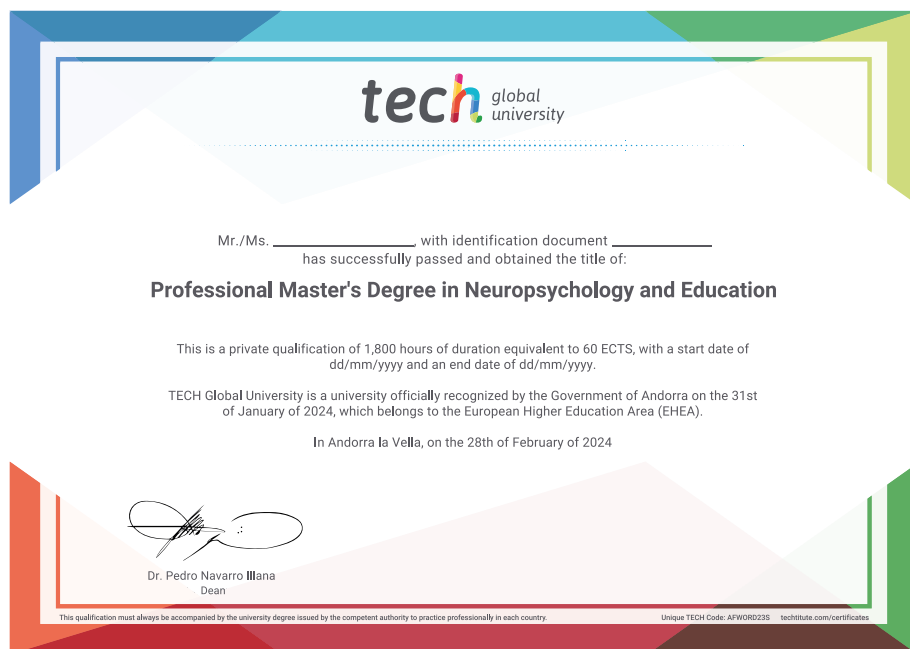 tech global
university
Mr./Ms. ____________________, with identification document ______________
has successfully passed and obtained the title of:
Professional Master's Degree in Neuropsychology and Education
This is a private qualification of 1,800 hours of duration equivalent to 60 ECTS, with a start date of
dd/mm/yyyy and an end date of dd/mm/yyyy.
TECH Global University is a university officially recognized by the Government of Andorra on the 31st
of January of 2024, which belongs to the European Higher Education Area (EHEA).
In Andorra la Vella, on the 28th of February of 2024
Dr. Pedro Navarro Illana
Dean
This qualification must always be accompanied by the university degree issued by the competent authority to practice professionally in each country. Unique TECH Code: AFWORD23S techtitute.com/certificates